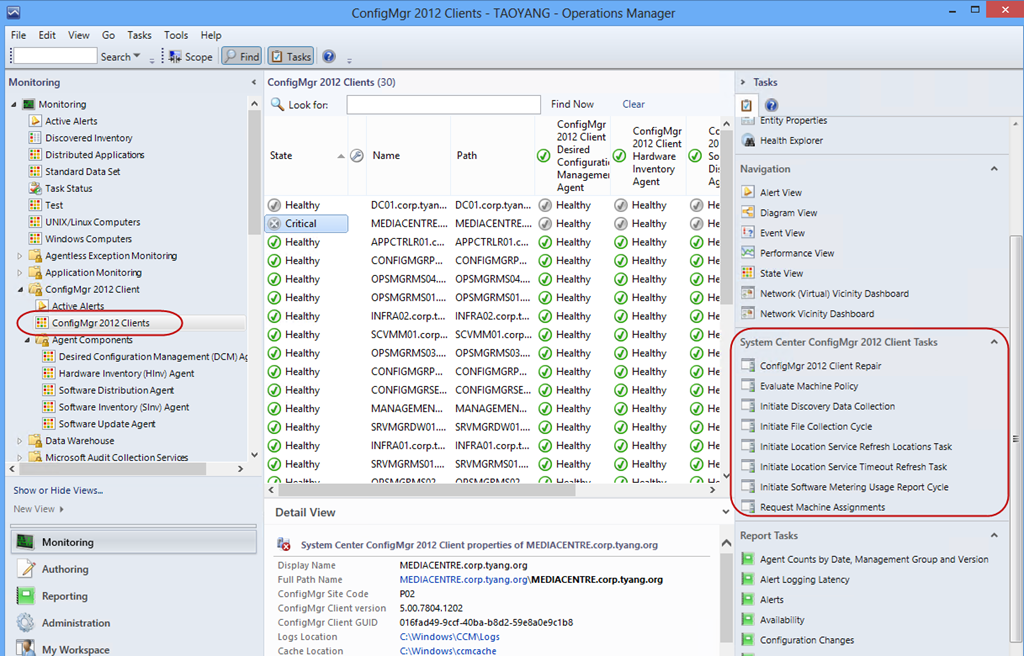 ConfigMgr 2012 Clients - TAOYANG - Operations Manager
File Edit View Go Tasks Tools Help
Search Scope Find Tasks
Monitoring
Monitoring
Active Alerts
Discovered Inventory
Distributed Applications
Standard Data Set
Task Status
Test
UNIX/Linux Computers
Windows Computers
Agentless Exception Monitoring
Application Monitoring
ConfigMgr 2012 Client
Active Alerts
ConfigMgr 2012 Clients
Agent Components
Desired Configuration Management (DCM) Ag
Hardware Inventory (HInv) Agent
Software Distribution Agent
Software Inventory (SInv) Agent
Software Update Agent
Data Warehouse
Microsoft Audit Collection Services
Show or Hide Views...
New View
Monitoring
Authoring
Reporting
Administration
My Workspace
ConfigMgr 2012 Clients (30)
Look for: Find Now Clear
State Name Path
ConfigMgr
2012 Client
Desired
Configuratio
Managemen
Agent
ConfigMgr
2012 Client
Hardware
Inventory
Agent
Co
20
So
Dis
Ag
Healthy DC01.corp.tyan... DC01.corp.tyan... Healthy Healthy He
Critical MEDIACENTRE.... MEDIACENTRE.... Healthy Healthy He
Healthy APPCTRLR01.c... APPCTRLR01.c... Healthy Healthy He
Healthy CONFIGMGRP... CONFIGMGRP... Healthy Healthy He
Healthy OPSMGRMS04... OPSMGRMS04... Healthy Healthy He
Healthy OPSMGRMS01... OPSMGRMS01... Healthy Healthy He
Healthy INFRA02.corp.t... INFRA02.corp.t... Healthy Healthy He
Healthy SCVMM01.corp... SCVMM01.corp... Healthy Healthy He
Healthy OPSMGRMS03... OPSMGRMS03... Healthy Healthy He
Healthy CONFIGMGRP... CONFIGMGRP... Healthy Healthy He
Healthy CONFIGMGRSE... CONFIGMGRSE... Healthy Healthy He
Healthy MANAGEMEN... MANAGEMEN... Healthy Healthy He
Healthy SRVMGRDW01... SRVMGRDW01... Healthy Healthy He
Healthy INFRA01.corp.t... INFRA01.corp.t... Healthy Healthy He
Healthy SRVMGRMS01... SRVMGRMS01... Healthy Healthy He
Healthy OPSMGRMS02... OPSMGRMS02... Healthy Healthy He
Detail View
System Center ConfigMgr 2012 Client properties of MEDIACENTRE.corp.tyang.org
Display Name MEDIACENTRE.corp.tyang.org
Full Path Name MEDIACENTRE.corp.tyang.org\MEDIACENTRE.corp.tyang.org
ConfigMgr Site Code P02
ConfigMgr Client version 5.00.7804.1202
ConfigMgr Client GUID 016fad49-9ccf-40ba-b8d2-59e8a0e9c1b8
Logs Location C:\Windows\CCM\Logs
Cache Location C:\Windows\ccmcache
Tasks
Entity Properties
Health Explorer
Navigation
Alert View
Diagram View
Event View
Performance View
State View
Network (Virtual) Vicinity Dashboard
Network Vicinity Dashboard
System Center ConfigMgr 2012 Client Tasks
ConfigMgr 2012 Client Repair
Evaluate Machine Policy
Initiate Discovery Data Collection
Initiate File Collection Cycle
Initiate Location Service Refresh Locations Task
Initiate Location Service Timeout Refresh Task
Initiate Software Metering Usage Report Cycle
Request Machine Assignments
Report Tasks
Agent Counts by Date, Management Group and Version
Alert Logging Latency
Alerts
Availability
Configuration Changes